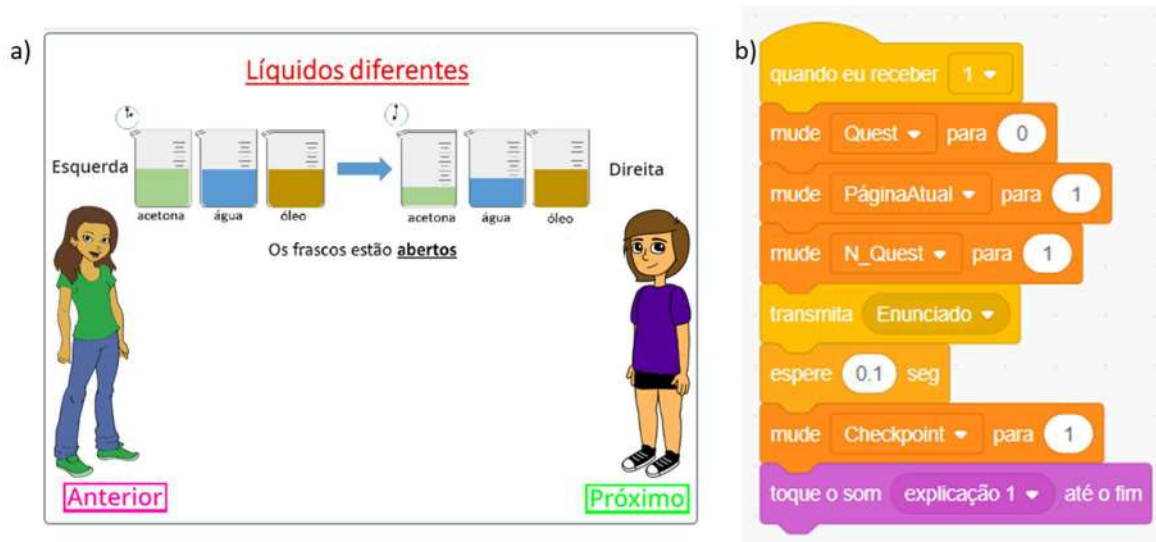 a)
Líquidos diferentes
Esquerda
acetona água óleo
acetona água óleo
Direita
Os frascos estão abertos
Anterior
Próximo
b)
quando eu receber 1
mude Quest para 0
mude PáginaAtual para 1
mude N_Quest para 1
transmita Enunciado
espere 0.1 seg
mude Checkpoint para 1
toque o som explicação 1 até o fim